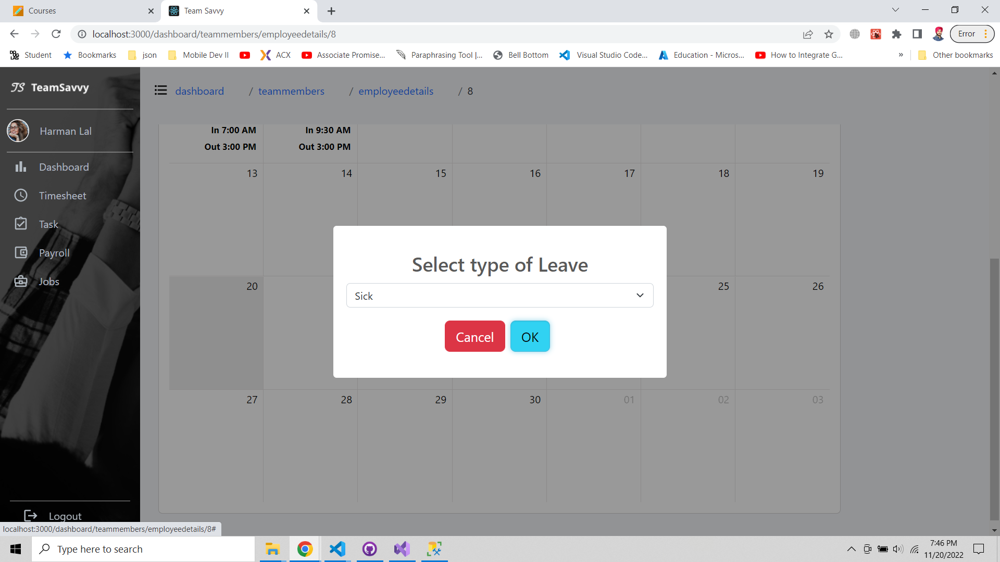 Courses
Team Savvy
localhost:3000/dashboard/teammembers/employeedetails/8
Error
Student
Bookmarks
json
Mobile Dev II
ACX
Associate Promise...
Paraphrasing Tool |...
Bell Bottom
Visual Studio Code...
Education - Micros...
How to Integrate G...
»
Other bookmarks
TS TeamSavvy
Harman Lal
Dashboard
Timesheet
Task
Payroll
Jobs
Logout
dashboard / teammembers / employeedetails / 8
In 7:00 AM In 9:30 AM
Out 3:00 PM Out 3:00 PM
13 14 15 16 17 18 19
20 25 26
27 28 29 30 01 02 03
Select type of Leave
Sick
Cancel OK
localhost:3000/dashboard/teammembers/employeedetails/8#
Type here to search
7:46 PM
11/20/2022